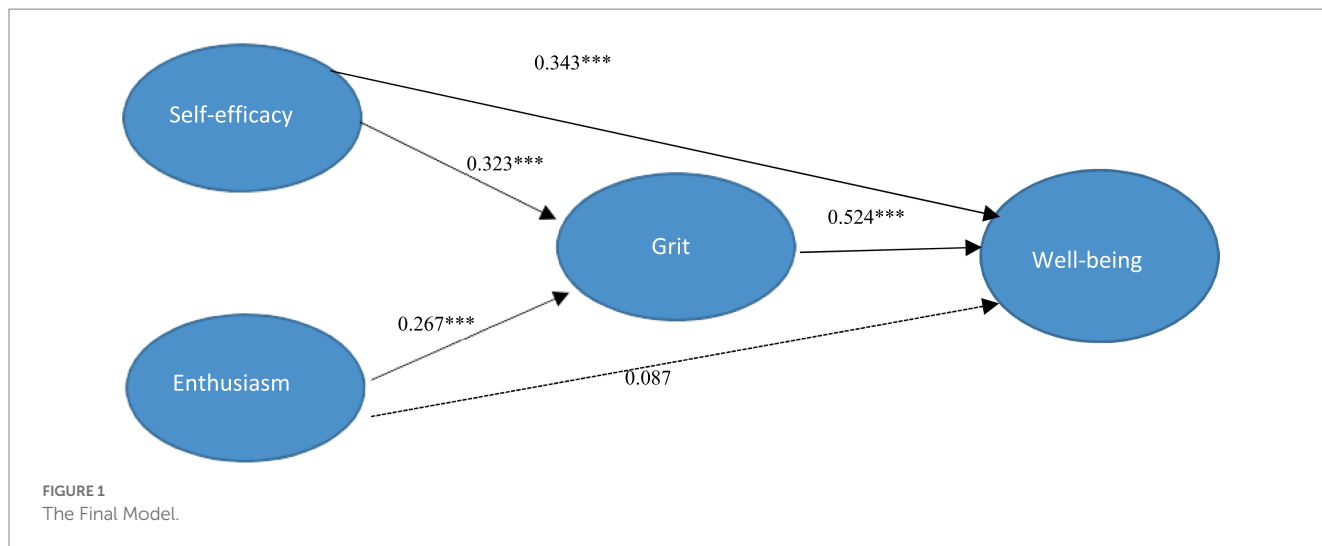 0.343***
Self-efficacy
0.323***
0.524***
Grit
Well-being
0.267***
Enthusiasm
0.087
FIGURE 1
The Final Model.